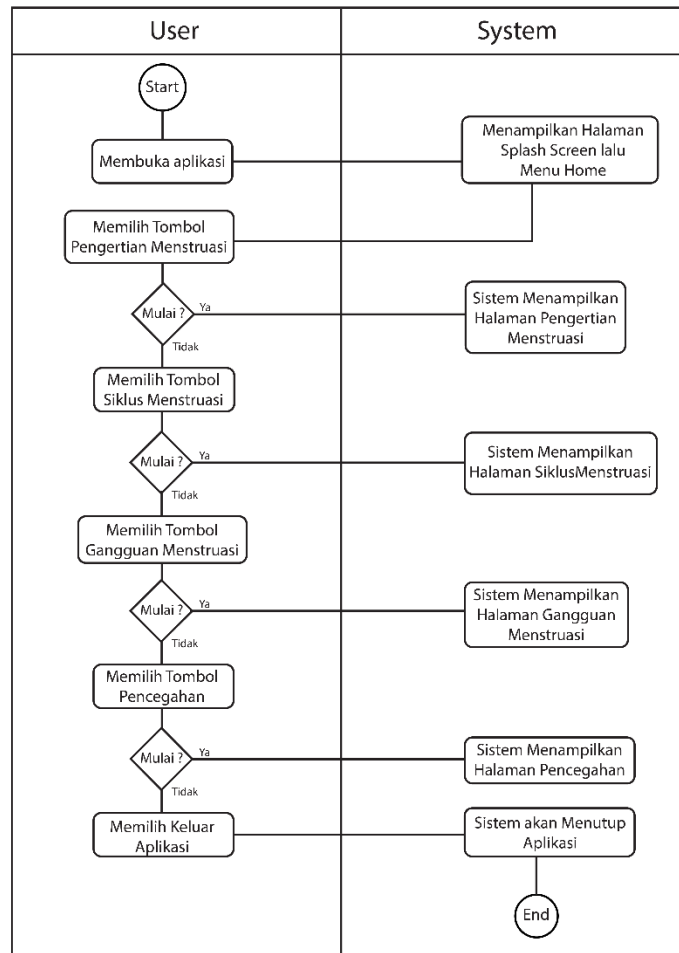 User
System
Start
Membuka aplikasi
Menampilkan Halaman
Splash Screen lalu
Menu Home
Memilih Tombol
Pengertian Menstruasi
Mulai ?
Ya
Tidak
Sistem Menampilkan
Halaman Pengertian
Menstruasi
Memilih Tombol
Siklus Menstruasi
Mulai ?
Ya
Tidak
Sistem Menampilkan
Halaman SiklusMenstruasi
Memilih Tombol
Gangguan Menstruasi
Mulai ?
Ya
Tidak
Sistem Menampilkan
Halaman Gangguan
Menstruasi
Memilih Tombol
Pencegahan
Mulai ?
Ya
Tidak
Sistem Menampilkan
Halaman Pencegahan
Memilih Keluar
Aplikasi
Sistem akan Menutup
Aplikasi
End